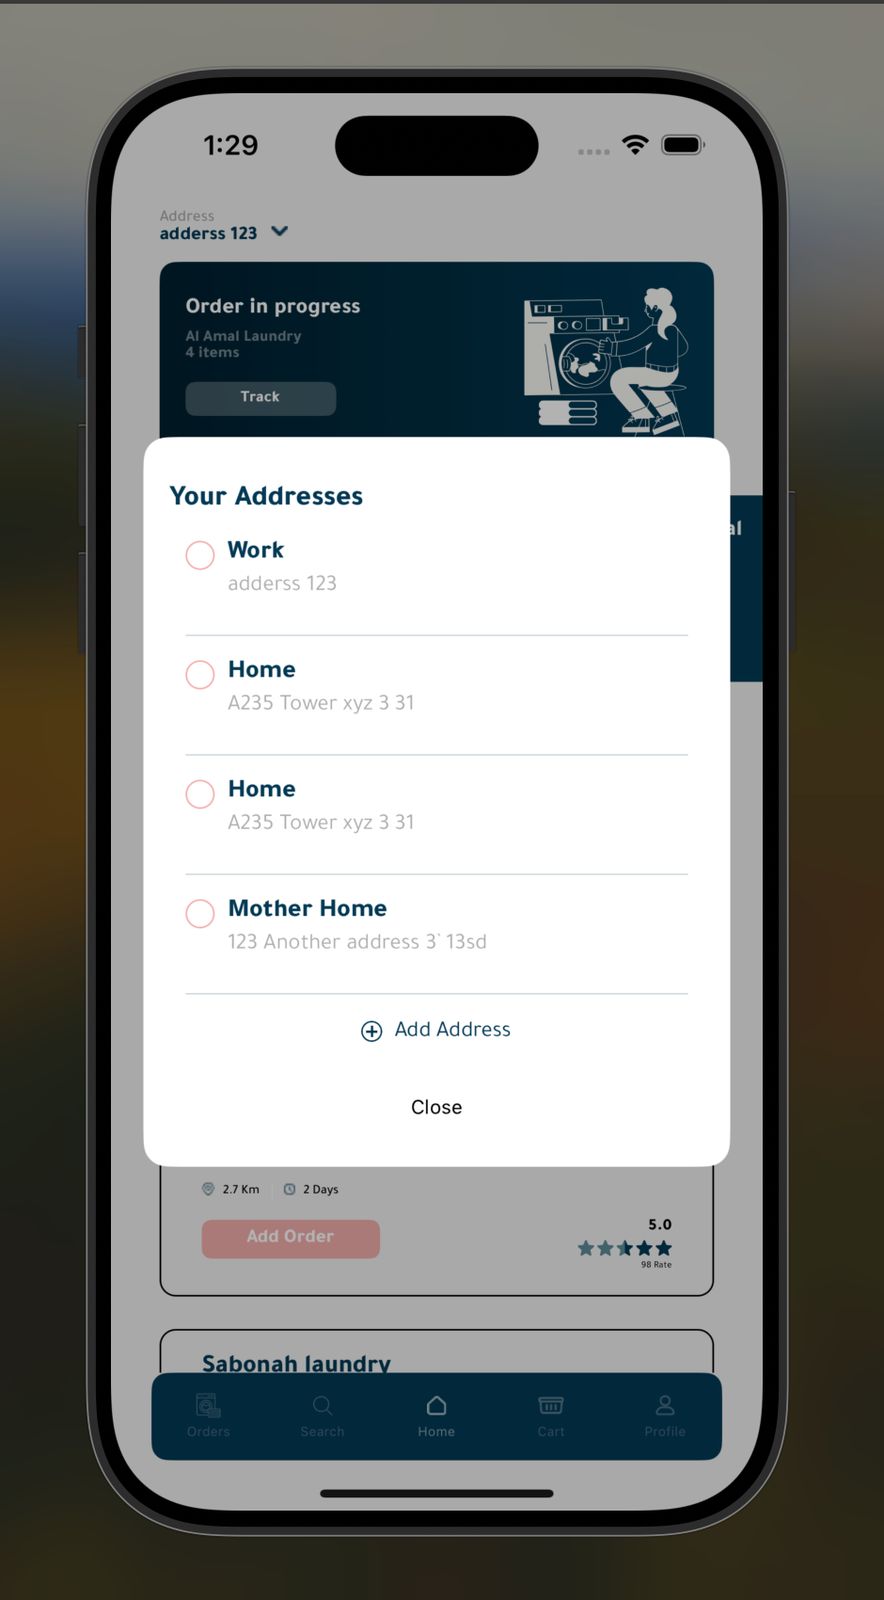 1:29
Address
adderss 123
Order in progress
Al Amal Laundry
4 items
Track
al
Your Addresses
Work
adderss 123
Home
A235 Tower xyz 3 31
Home
A235 Tower xyz 3 31
Mother Home
123 Another address 3` 13sd
Add Address
Close
2.7 Km
2 Days
Add Order
5.0
98 Rate
Sabonah laundry
Orders
Search
Home
Cart
Profile